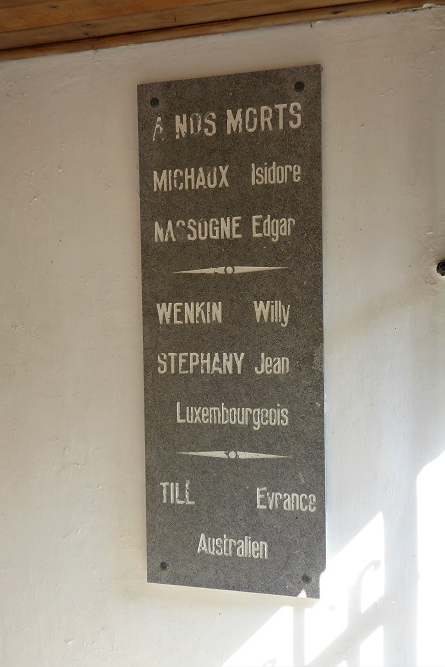 A NOS MORTS
MICHAUX Isidore
NASSOGNE Edgar
WENKIN Willy
STEPHANY Jean
Luxembourgeois
TILL Evrance
Australien